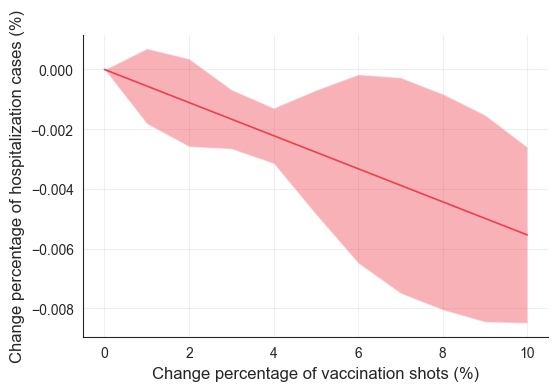 Change percentage of hospitalization cases (%)
0.000
−0.002
−0.004
−0.006
−0.008
0 2 4 6 8 10
Change percentage of vaccination shots (%)